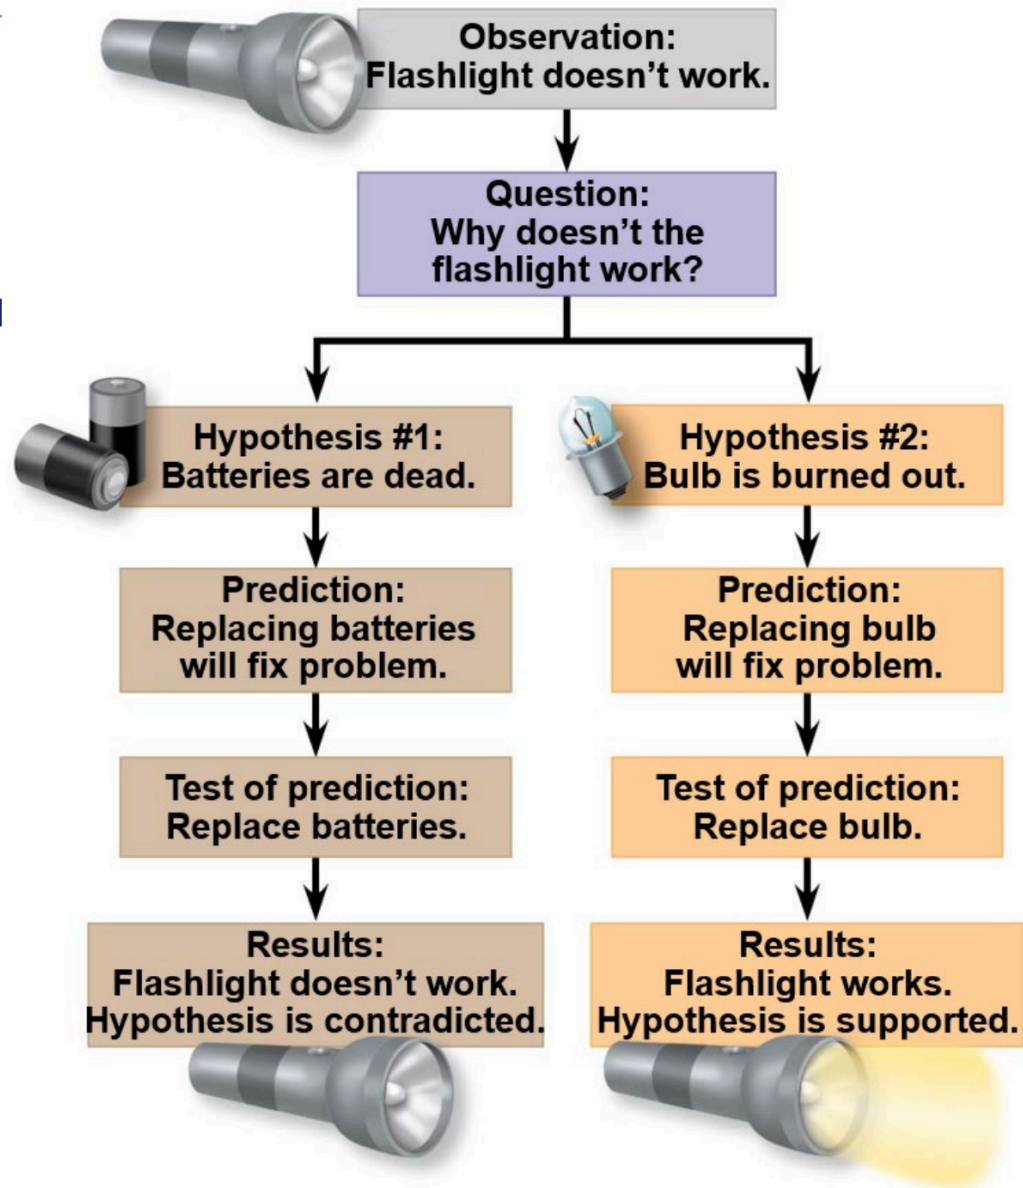 Observation:
Flashlight doesn’t work.
Question:
Why doesn’t the
flashlight work?
Hypothesis #1:
Batteries are dead.
Prediction:
Replacing batteries
will fix problem.
Test of prediction:
Replace batteries.
Results:
Flashlight doesn’t work.
Hypothesis is contradicted.
Hypothesis #2:
Bulb is burned out.
Prediction:
Replacing bulb
will fix problem.
Test of prediction:
Replace bulb.
Results:
Flashlight works.
Hypothesis is supported.